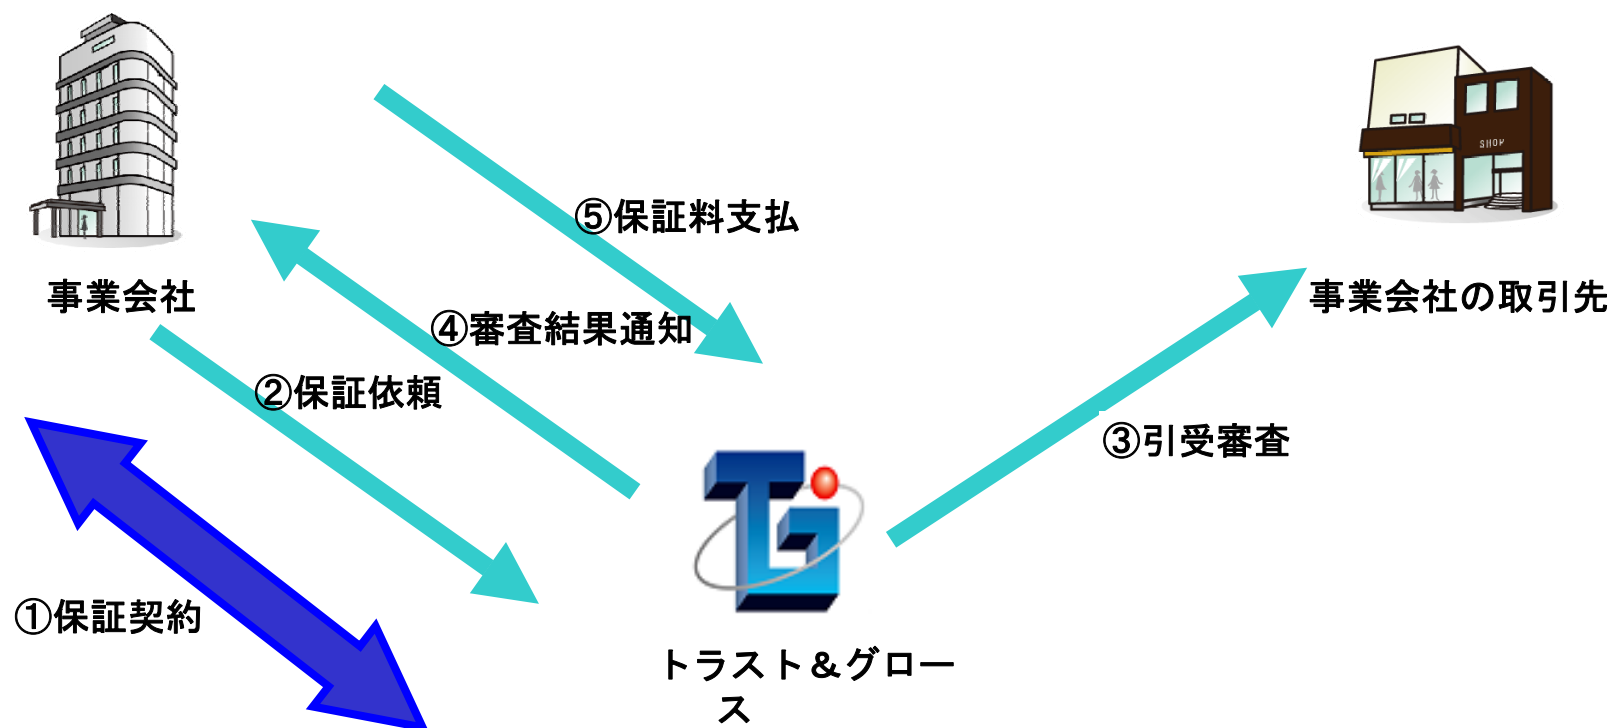 SHOP
⑤保証料支払
事業会社
事業会社の取引先
④審査結果通知
②保証依頼
③引受審査
①保証契約
トラスト＆グロー
ス